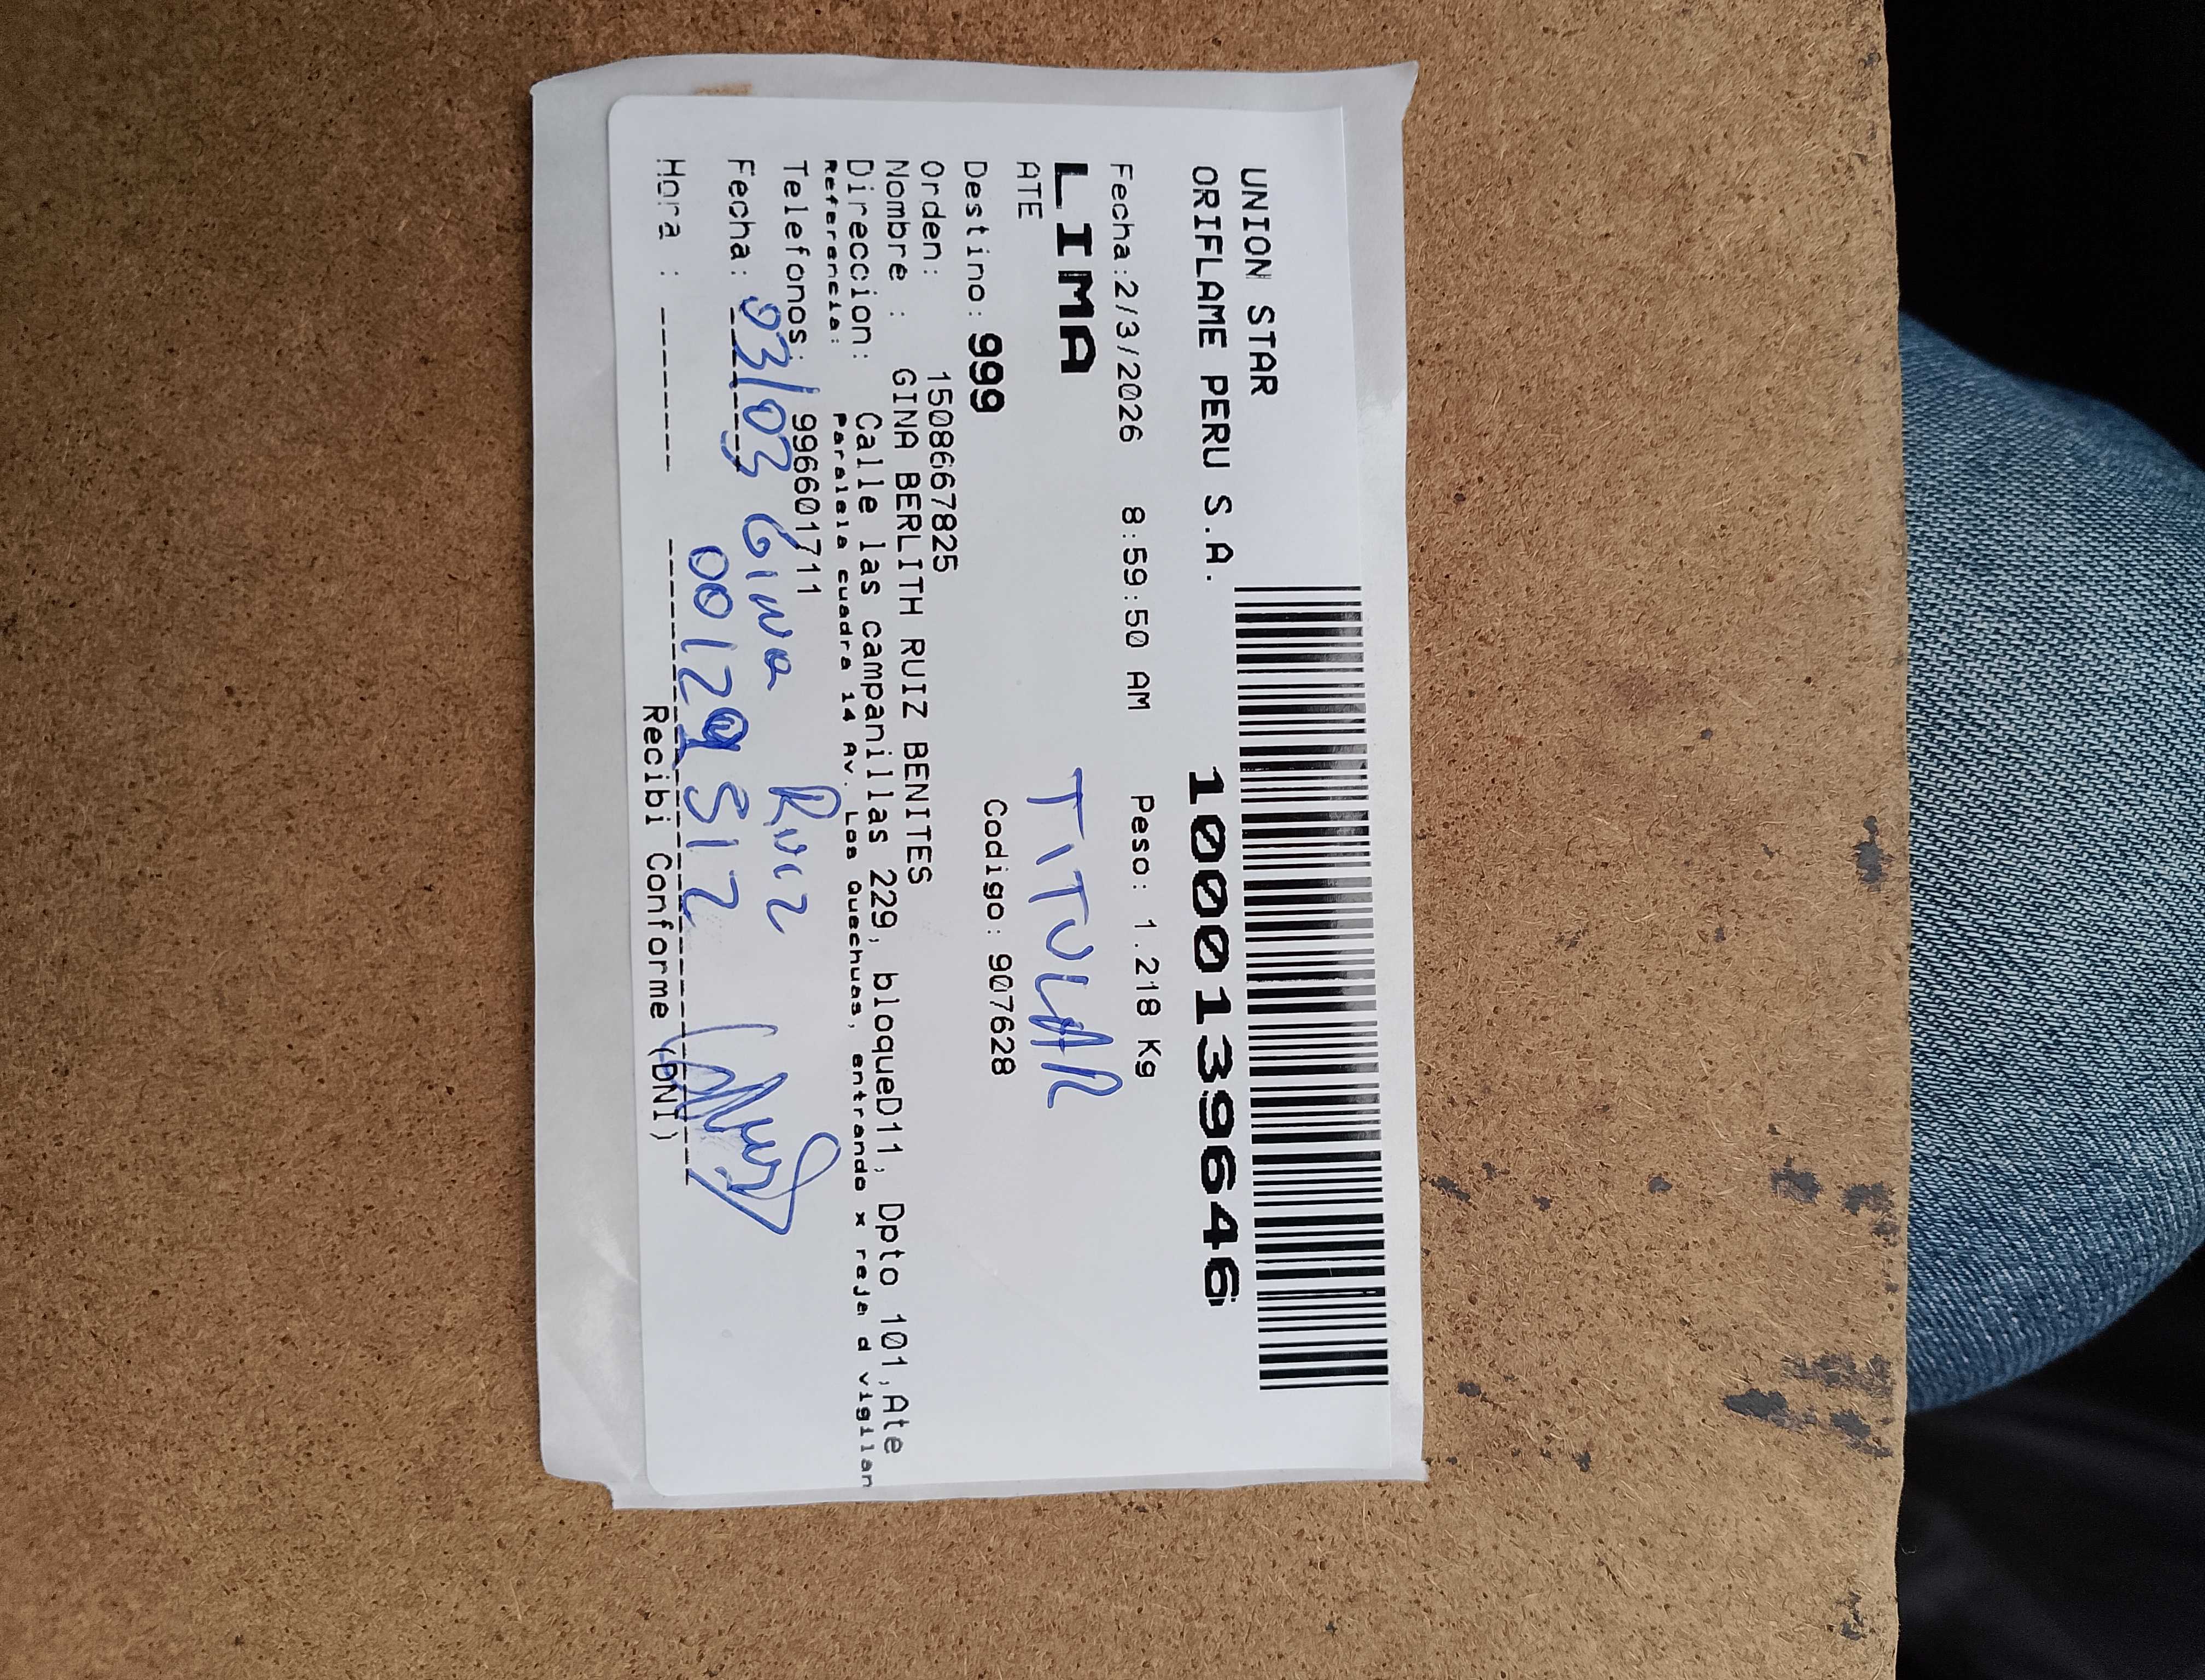 UNION STAR
ORIFLAME PERU S.A.
10000139646
Fecha:2/3/2026 8:59:50 AM Peso: 1.218 Kg
LIMA
ATE
TITULAR
Destino: 999 Codigo: 907628
Orden: 1508667825
Nombre : GINA BERLITH RUIZ BENITES
Direccion: Calle las campanillas 229, bloqueD11, Dpto 101,Ate
Referencia: Paralela cuadra 14 Av. Los Quechuas, entrando x reja d vigilan
Telefonos: 996601711
Fecha: 03/03 Gina Ruiz
00129512
Hora :
Recibi Conforme (DNI)